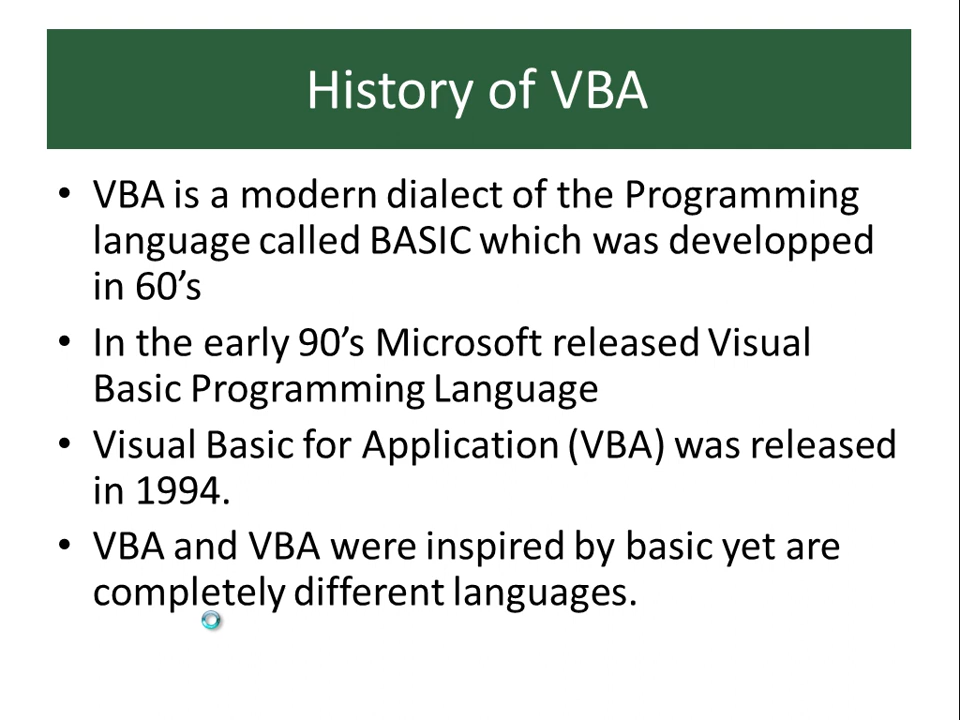 History of VBA
• VBA is a modern dialect of the Programming
language called BASIC which was developped
in 60’s
• In the early 90’s Microsoft released Visual
Basic Programming Language
• Visual Basic for Application (VBA) was released
in 1994.
• VBA and VBA were inspired by basic yet are
completely different languages.